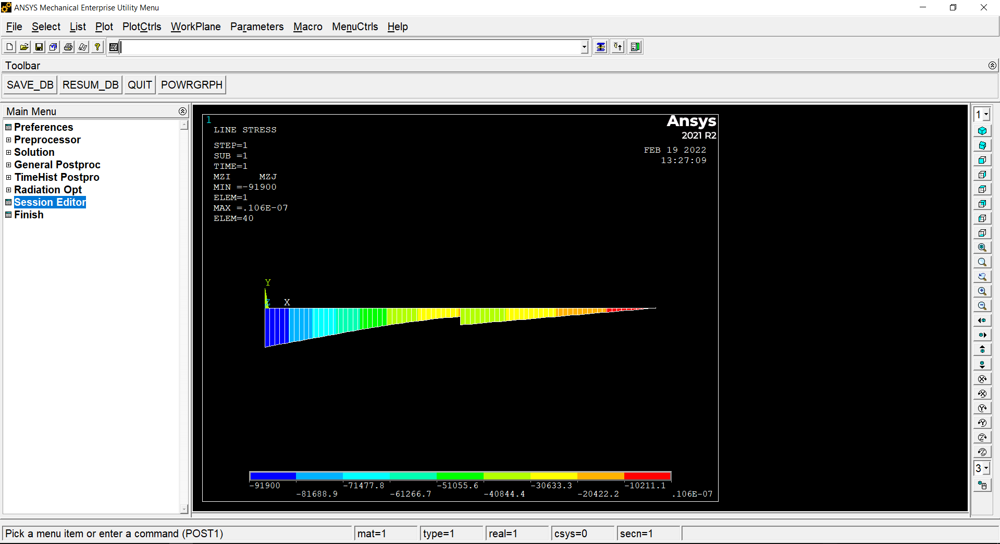 ANSYS Mechanical Enterprise Utility Menu
File Select List Plot PlotCtrls WorkPlane Parameters Macro MenuCtrls Help
Toolbar
SAVE_DB RESUM_DB QUIT POWRGRPH
Main Menu
Preferences
Preprocessor
Solution
General Postproc
TimeHist Postpro
Radiation Opt
Session Editor
Finish
1
LINE STRESS
STEP=1
SUB =1
TIME=1
MZI MZJ
MIN =-91900
ELEM=1
MAX =.106E-07
ELEM=40
Ansys
2021 R2
FEB 19 2022
13:27:09
Y
Z X
-91900 -71477.8 -51055.6 -30633.3 -10211.1
-81688.9 -61266.7 -40844.4 -20422.2 .106E-07
1
3
Pick a menu item or enter a command (POST1) mat=1 type=1 real=1 csys=0 secn=1